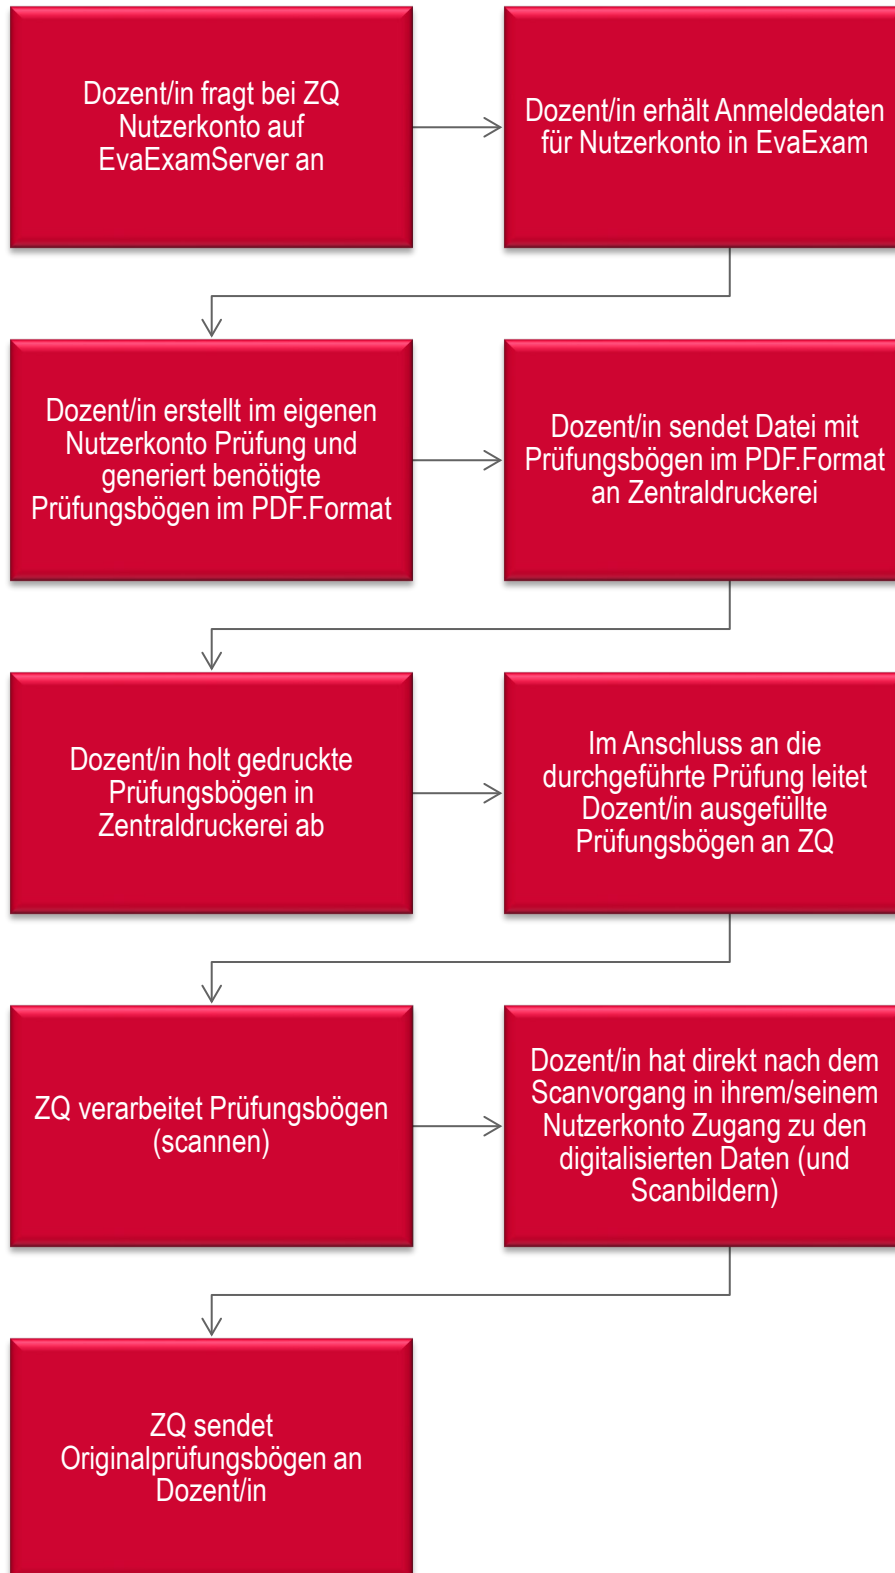 Dozent/in fragt bei ZQ
Nutzerkonto auf
EvaExamServer an
Dozent/in erhält Anmeldedaten
für Nutzerkonto in EvaExam
Dozent/in erstellt im eigenen
Nutzerkonto Prüfung und
generiert benötigte
Prüfungsbögen im PDF.Format
Dozent/in sendet Datei mit
Prüfungsbögen im PDF.Format
an Zentraldruckerei
Dozent/in holt gedruckte
Prüfungsbögen in
Zentraldruckerei ab
Im Anschluss an die
durchgeführte Prüfung leitet
Dozent/in ausgefüllte
Prüfungsbögen an ZQ
ZQ verarbeitet Prüfungsbögen
(scannen)
Dozent/in hat direkt nach dem
Scanvorgang in ihrem/seinem
Nutzerkonto Zugang zu den
digitalisierten Daten (und
Scanbildern)
ZQ sendet
Originalprüfungsbögen an
Dozent/in